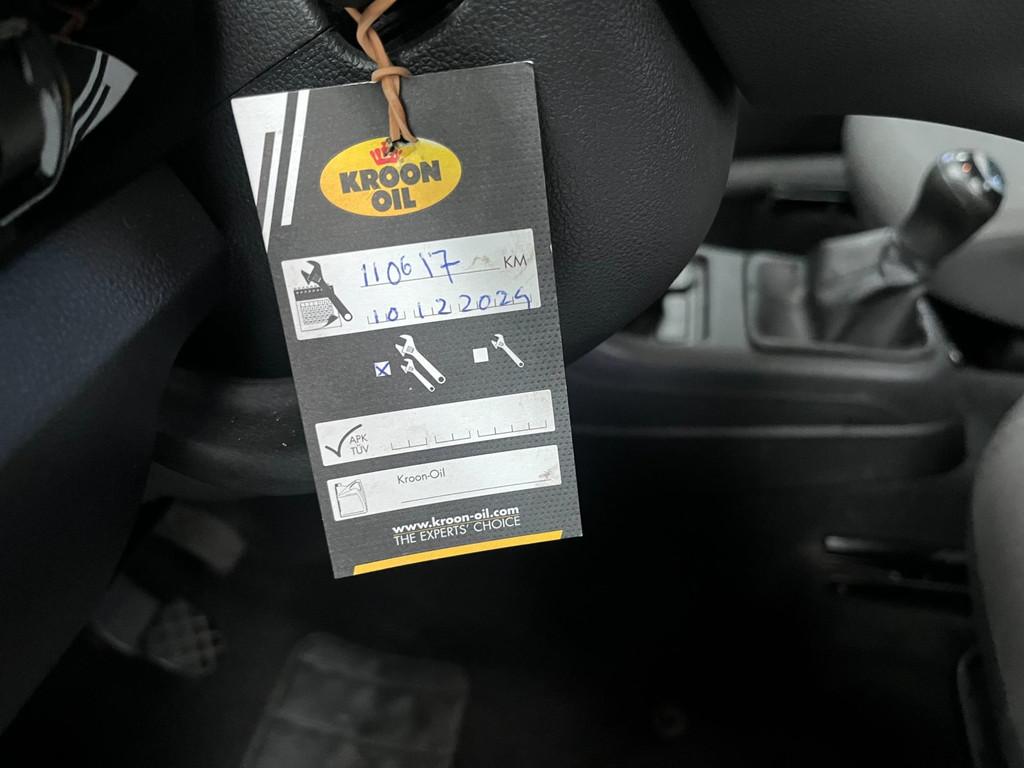 KROON
OIL
110617 KM
10 12 2024
APK
TÜV
Kroon-Oil
www.kroon-oil.com
THE EXPERTS' CHOICE